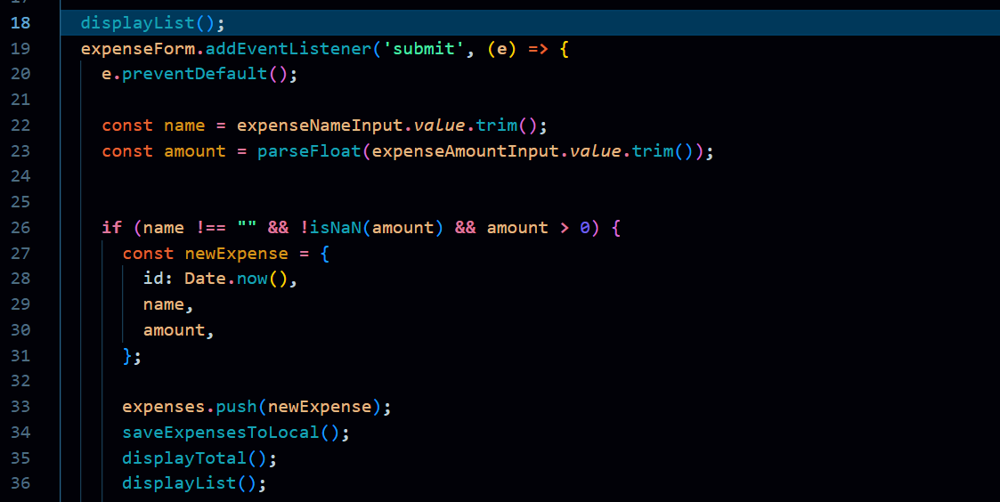 18 displayList();
19 expenseForm.addEventListener('submit', (e) => {
20 e.preventDefault();
21
22 const name = expenseNameInput.value.trim();
23 const amount = parseFloat(expenseAmountInput.value.trim());
24
25
26 if (name !== "" && !isNaN(amount) && amount > 0) {
27 const newExpense = {
28 id: Date.now(),
29 name,
30 amount,
31 };
32
33 expenses.push(newExpense);
34 saveExpensesToLocal();
35 displayTotal();
36 displayList();